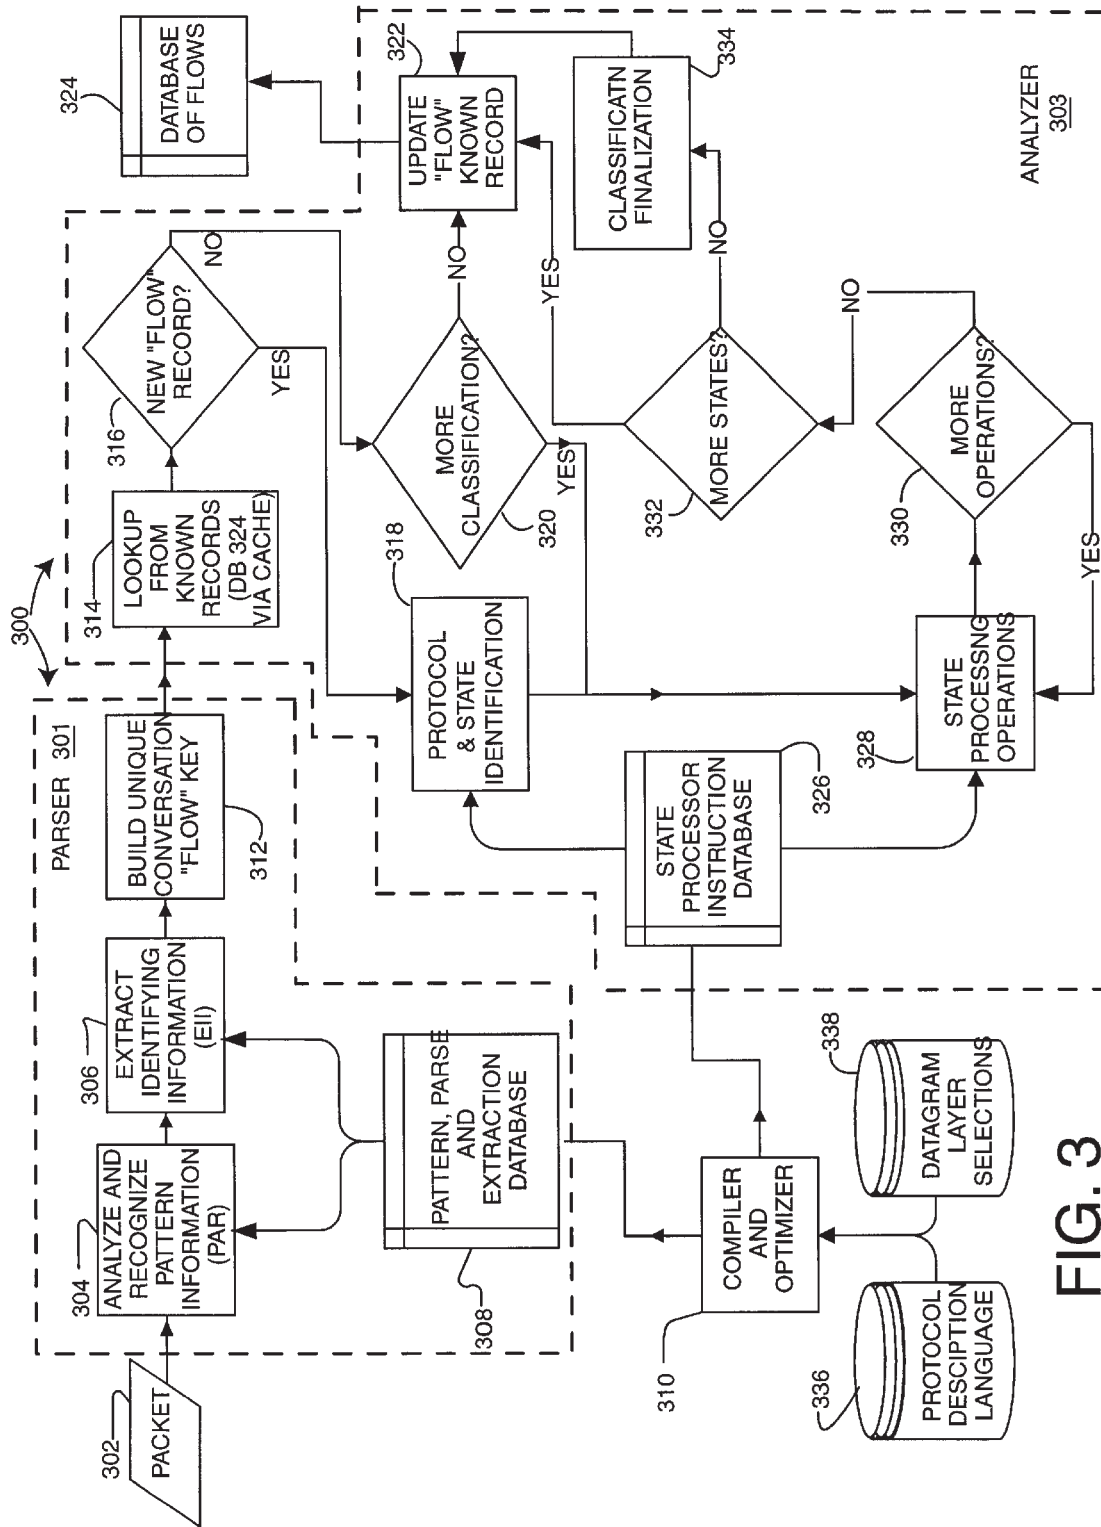 300
PARSER 301
302
PACKET
304
ANALYZE AND
RECOGNIZE
PATTERN
INFORMATION
(PAR)
306
EXTRACT
IDENTIFYING
INFORMATION
(EII)
BUILD UNIQUE
CONVERSATION
"FLOW" KEY
312
314
LOOKUP
FROM
KNOWN
RECORDS
(DB 324
VIA CACHE)
316
NEW "FLOW"
RECORD?
NO
YES
324
DATABASE
OF FLOWS
PATTERN, PARSE
AND
EXTRACTION
DATABASE
308
318
PROTOCOL
& STATE
IDENTIFICATION
MORE
CLASSIFICATION?
320
NO
YES
322
UPDATE
"FLOW"
KNOWN
RECORD
STATE
PROCESSOR
INSTRUCTION
DATABASE
326
YES
332
MORE STATES?
NO
CLASSIFICATN
FINALIZATION
334
310
COMPILER
AND
OPTIMIZER
328
STATE
PROCESSNG
OPERATIONS
330
MORE
OPERATIONS?
NO
YES
336
PROTOCOL
DESCIPTION
LANGUAGE
338
DATAGRAM
LAYER
SELECTIONS
ANALYZER
303
FIG. 3